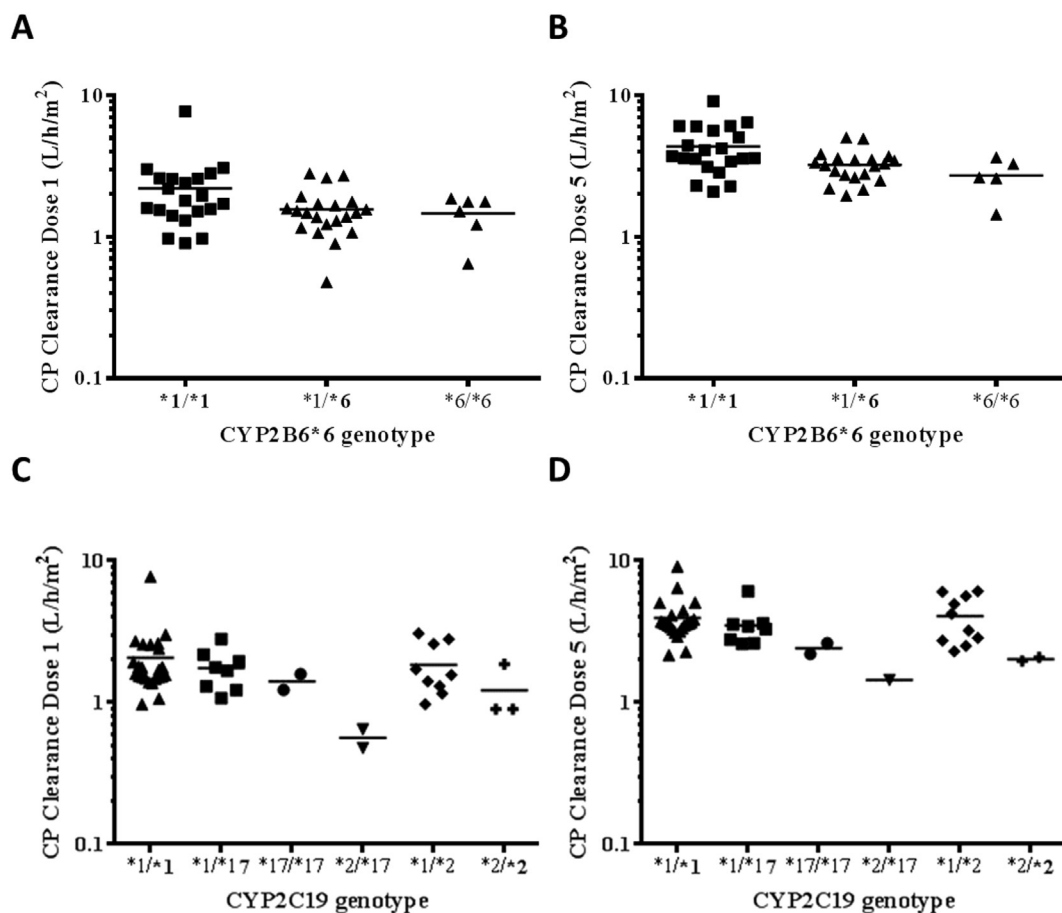 A
CP Clearance Dose 1 (L/h/m²)
10
1
0.1
*1/*1
*1/*6
*6/*6
CYP2B6*6 genotype
B
CP Clearance Dose 5 (L/h/m²)
10
1
0.1
*1/*1
*1/*6
*6/*6
CYP2B6*6 genotype
C
CP Clearance Dose 1 (L/h/m²)
10
1
0.1
*1/*1
*1/*17
*17/*17
*2/*17
*1/*2
*2/*2
CYP2C19 genotype
D
CP Clearance Dose 5 (L/h/m²)
10
1
0.1
*1/*1
*1/*17
*17/*17
*2/*17
*1/*2
*2/*2
CYP2C19 genotype